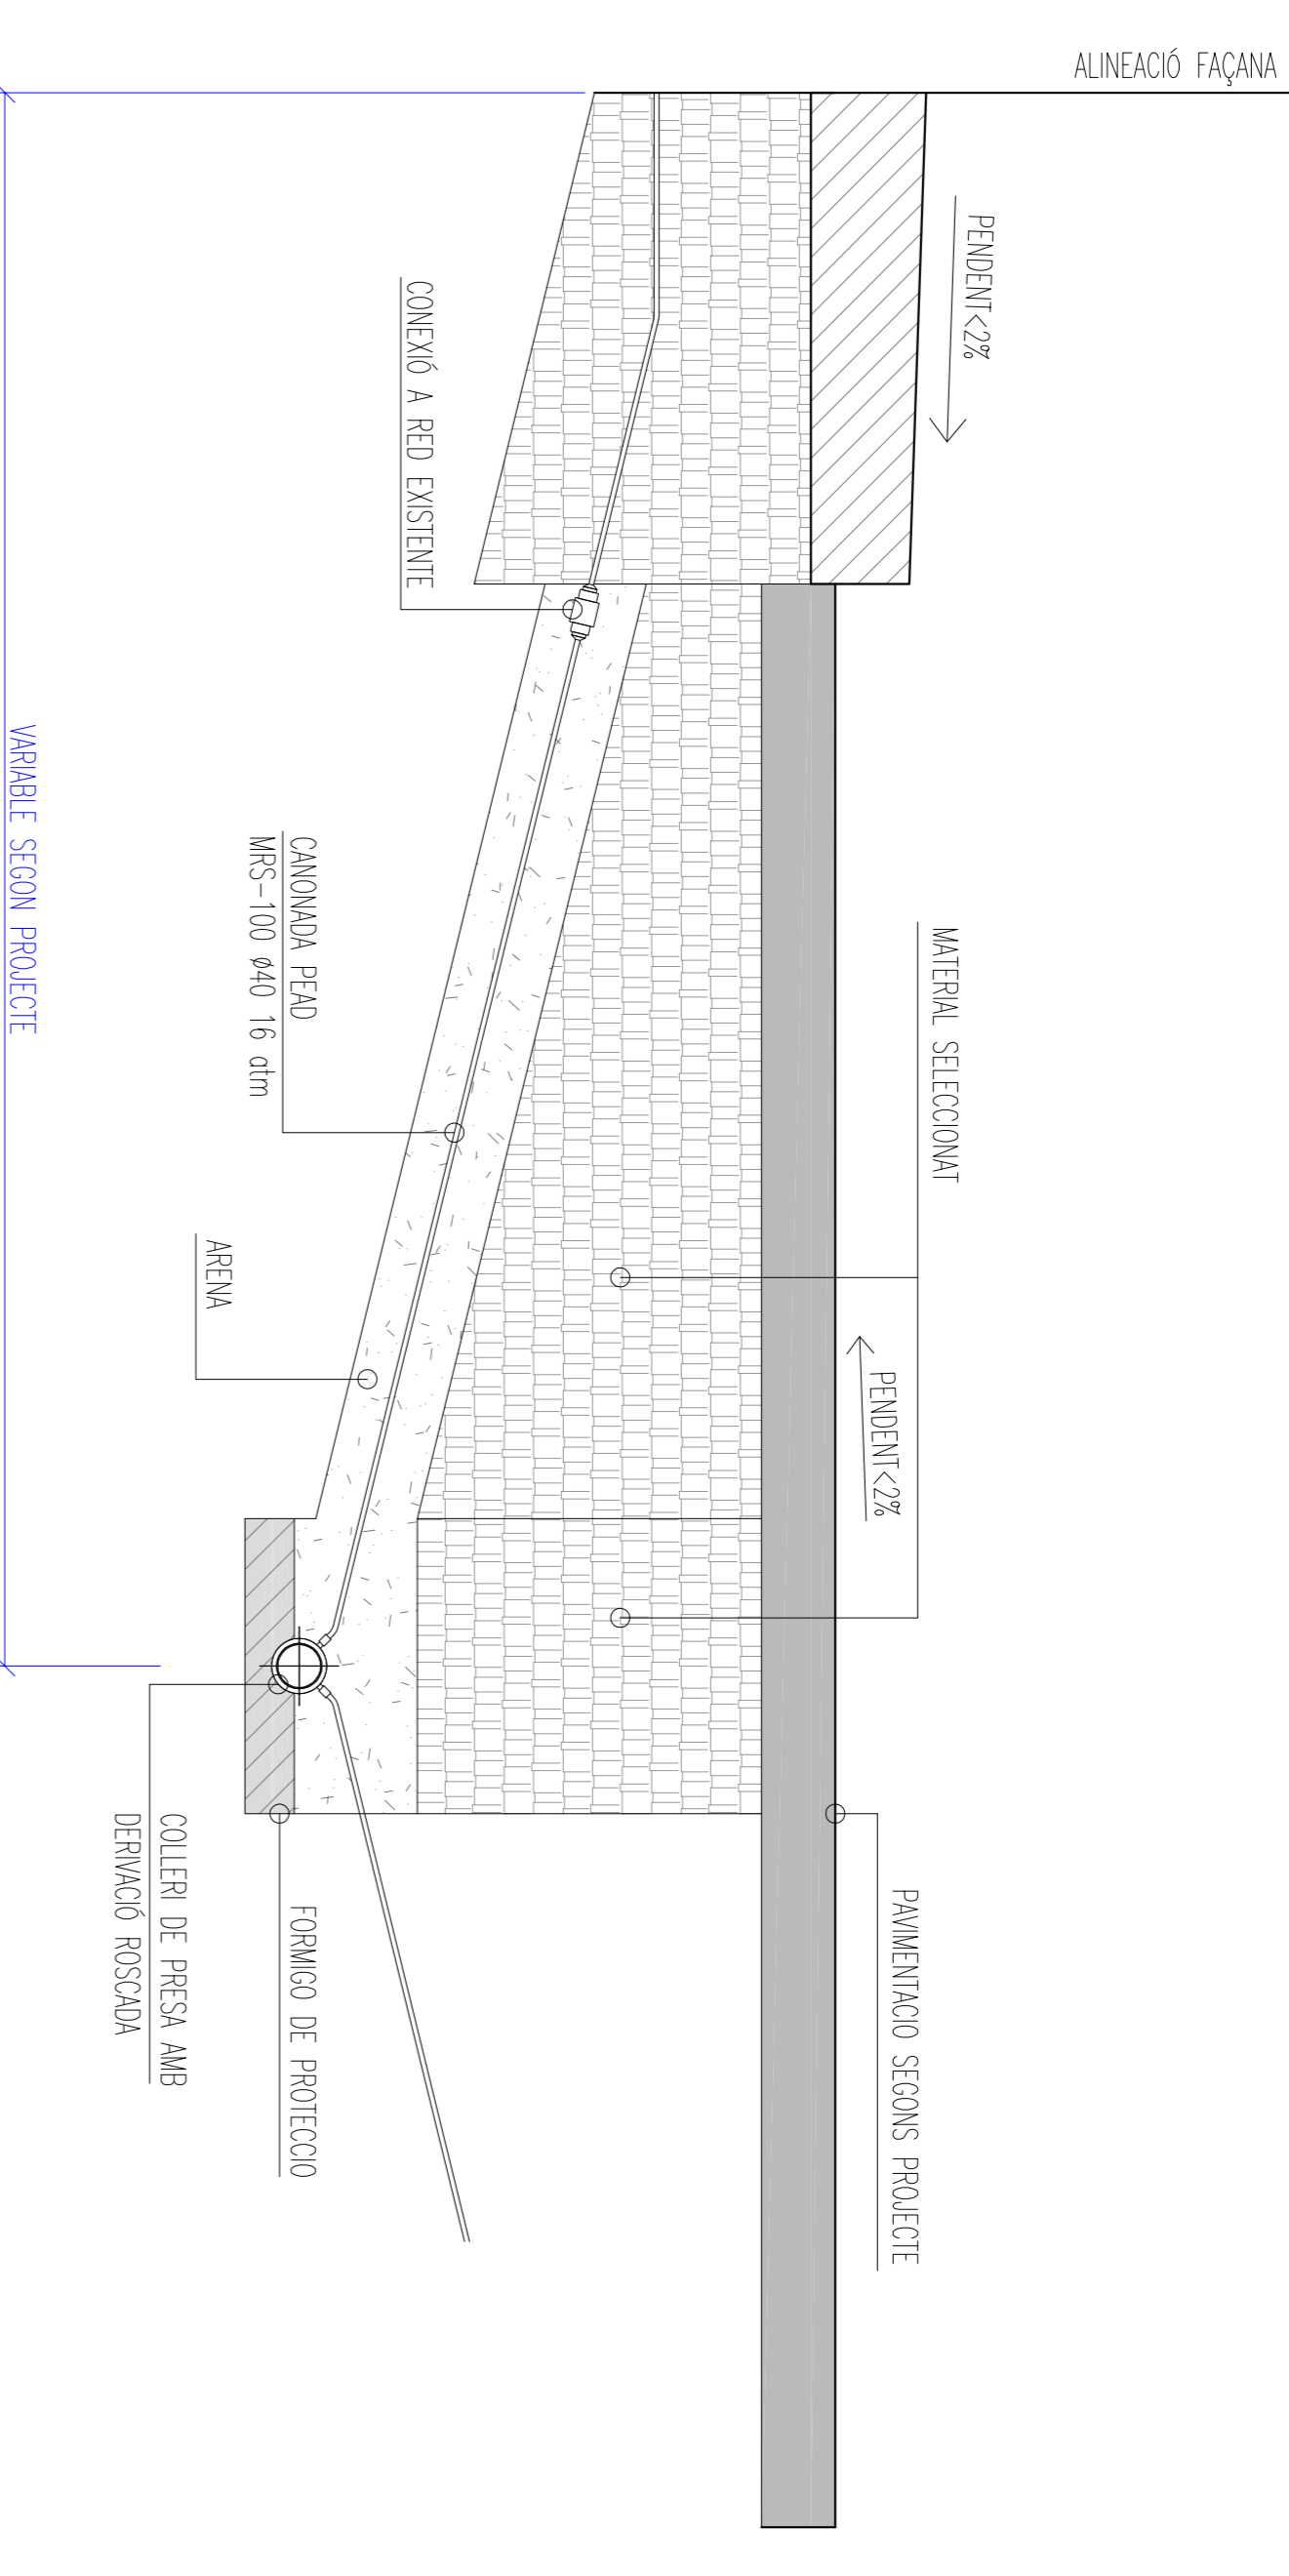 ALINEACIÓ FAÇANA
PENDENT<2%
MATERIAL SELECCIONAT
PENDENT<2%
PAVIMENTACIO SEGONS PROJECTE
CONEXIÓ A RED EXISTENTE
CANONADA PEAD
MRS-100 ø40 16 atm
ARENA
FORMIGO DE PROTECCIO
COLLERI DE PRESA AMB
DERIVACIÓ ROSCADA
VARIABLE SEGON PROJECTE